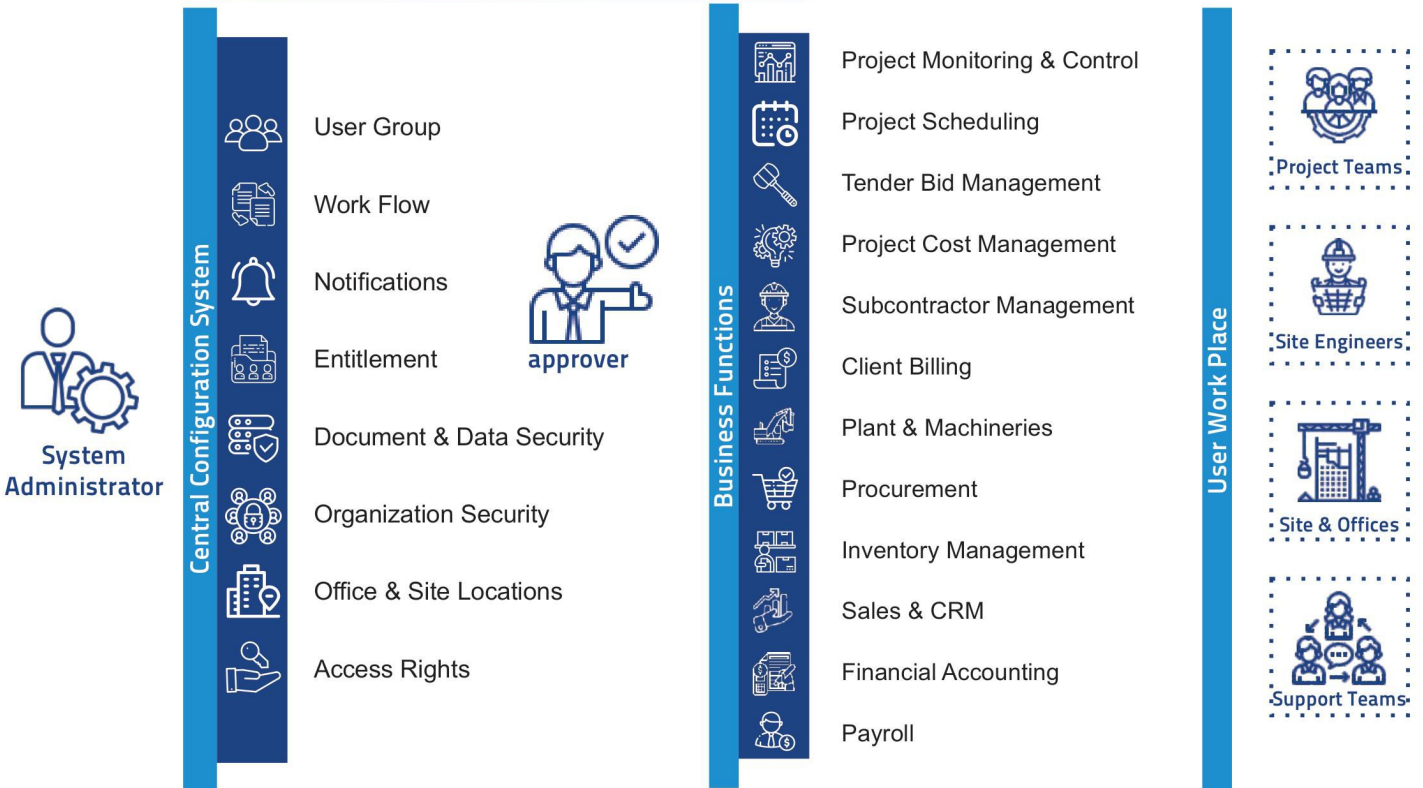 System
Administrator
Central Configuration System
User Group
Work Flow
Notifications
Entitlement
Document & Data Security
Organization Security
Office & Site Locations
Access Rights
approver
Business Functions
Project Monitoring & Control
Project Scheduling
Tender Bid Management
Project Cost Management
Subcontractor Management
Client Billing
Plant & Machineries
Procurement
Inventory Management
Sales & CRM
Financial Accounting
Payroll
User Work Place
Project Teams
Site Engineers
Site & Offices
Support Teams